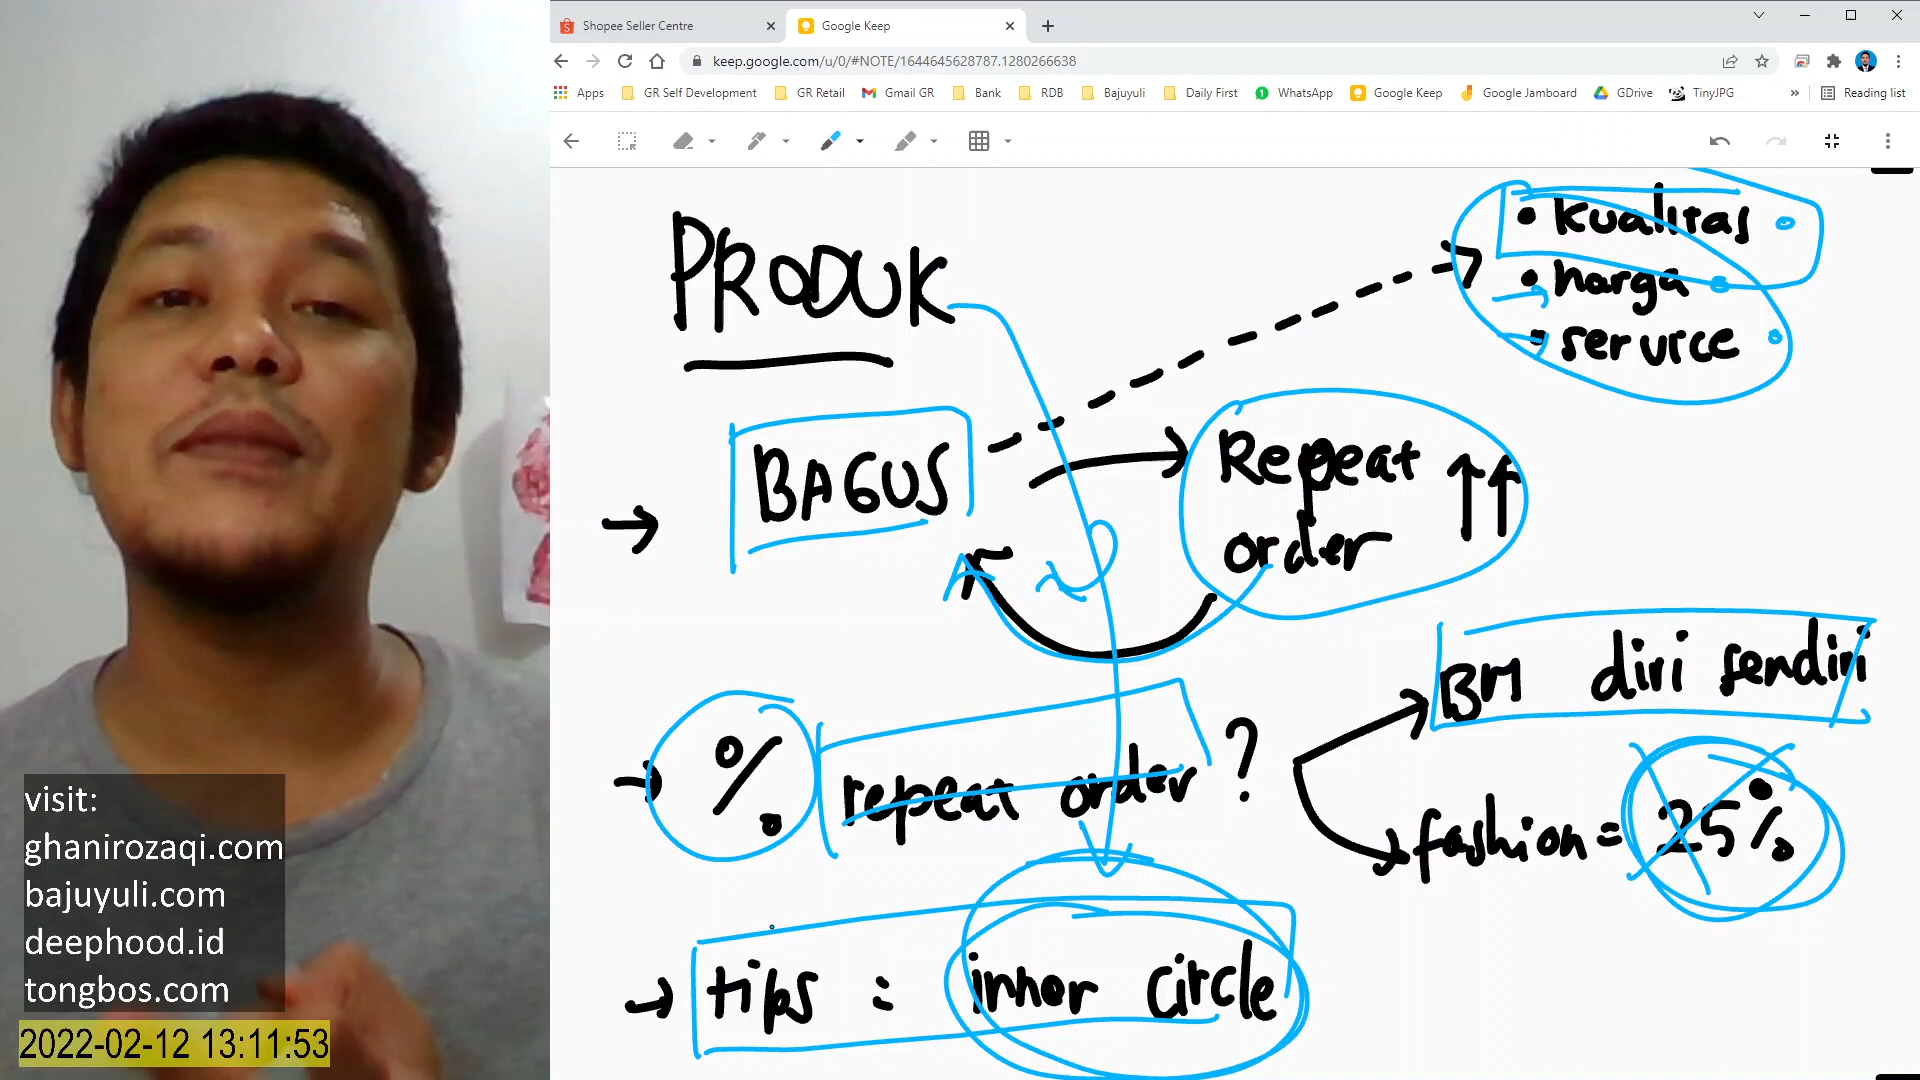 Shopee Seller Centre
Google Keep
keep.google.com/u/0/#NOTE/1644645628787.1280266638
Apps
GR Self Development
GR Retail
Gmail GR
Bank
RDB
Bajuyuli
Daily First
WhatsApp
Google Keep
Google Jamboard
GDrive
TinyJPG
»
Reading list
PRODUK
• kualitas
• harga
• service
→ BAGUS
Repeat ↑↑
order
BM diri sendiri
→ % repeat order ?
fashion = 25%
→ tips : inner circle
visit:
ghanirozaqi.com
bajuyuli.com
deephood.id
tongbos.com
2022-02-12 13:11:53